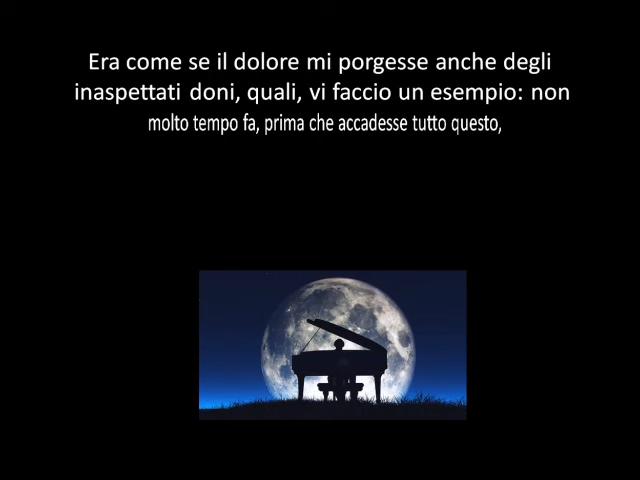 Era come se il dolore mi porgesse anche degli
inaspettati doni, quali, vi faccio un esempio: non
molto tempo fa, prima che accadesse tutto questo,